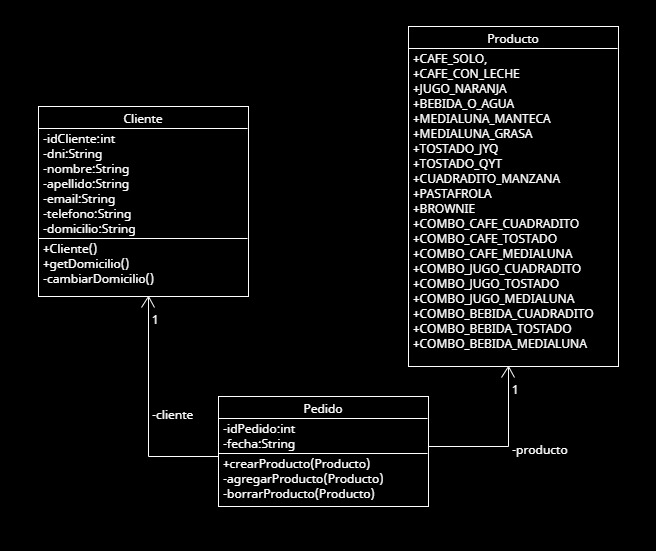 Producto
+CAFE_SOLO,
+CAFE_CON_LECHE
+JUGO_NARANJA
+BEBIDA_O_AGUA
+MEDIALUNA_MANTECA
+MEDIALUNA_GRASA
+TOSTADO_JYQ
+TOSTADO_QYT
+CUADRADITO_MANZANA
+PASTAFROLA
+BROWNIE
+COMBO_CAFE_CUADRADITO
+COMBO_CAFE_TOSTADO
+COMBO_CAFE_MEDIALUNA
+COMBO_JUGO_CUADRADITO
+COMBO_JUGO_TOSTADO
+COMBO_JUGO_MEDIALUNA
+COMBO_BEBIDA_CUADRADITO
+COMBO_BEBIDA_TOSTADO
+COMBO_BEBIDA_MEDIALUNA
Cliente
-idCliente:int
-dni:String
-nombre:String
-apellido:String
-email:String
-telefono:String
-domicilio:String
+Cliente()
+getDomicilio()
-cambiarDomicilio()
1
-cliente
1
-producto
Pedido
-idPedido:int
-fecha:String
+crearProducto(Producto)
-agregarProducto(Producto)
-borrarProducto(Producto)